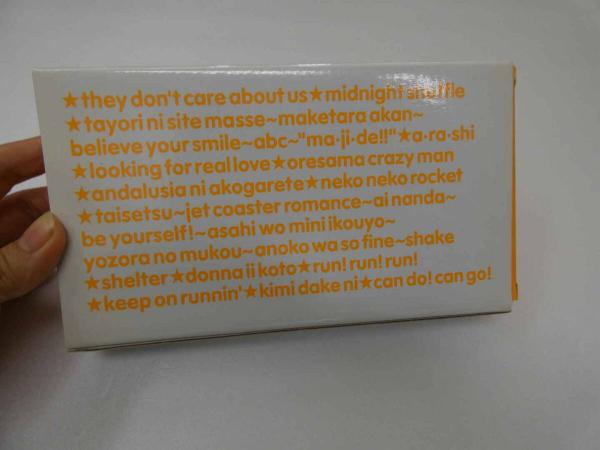 ★they don't care about us★midnight shuffle
★tayori ni site masse~maketara akan~
believe your smile~abc~"ma·ji·de!!"★a·ra·shi
★looking for real love★oresama crazy man
★andalusia ni akogarete★neko neko rocket
★taisetsu~jet coaster romance~ai nanda~
be yourself!~asahi wo mini ikouyo~
yozora no mukou~anoko wa so fine~shake
★shelter★donna ii koto★run! run! run!
★keep on runnin'★kimi dake ni★can do! can go!